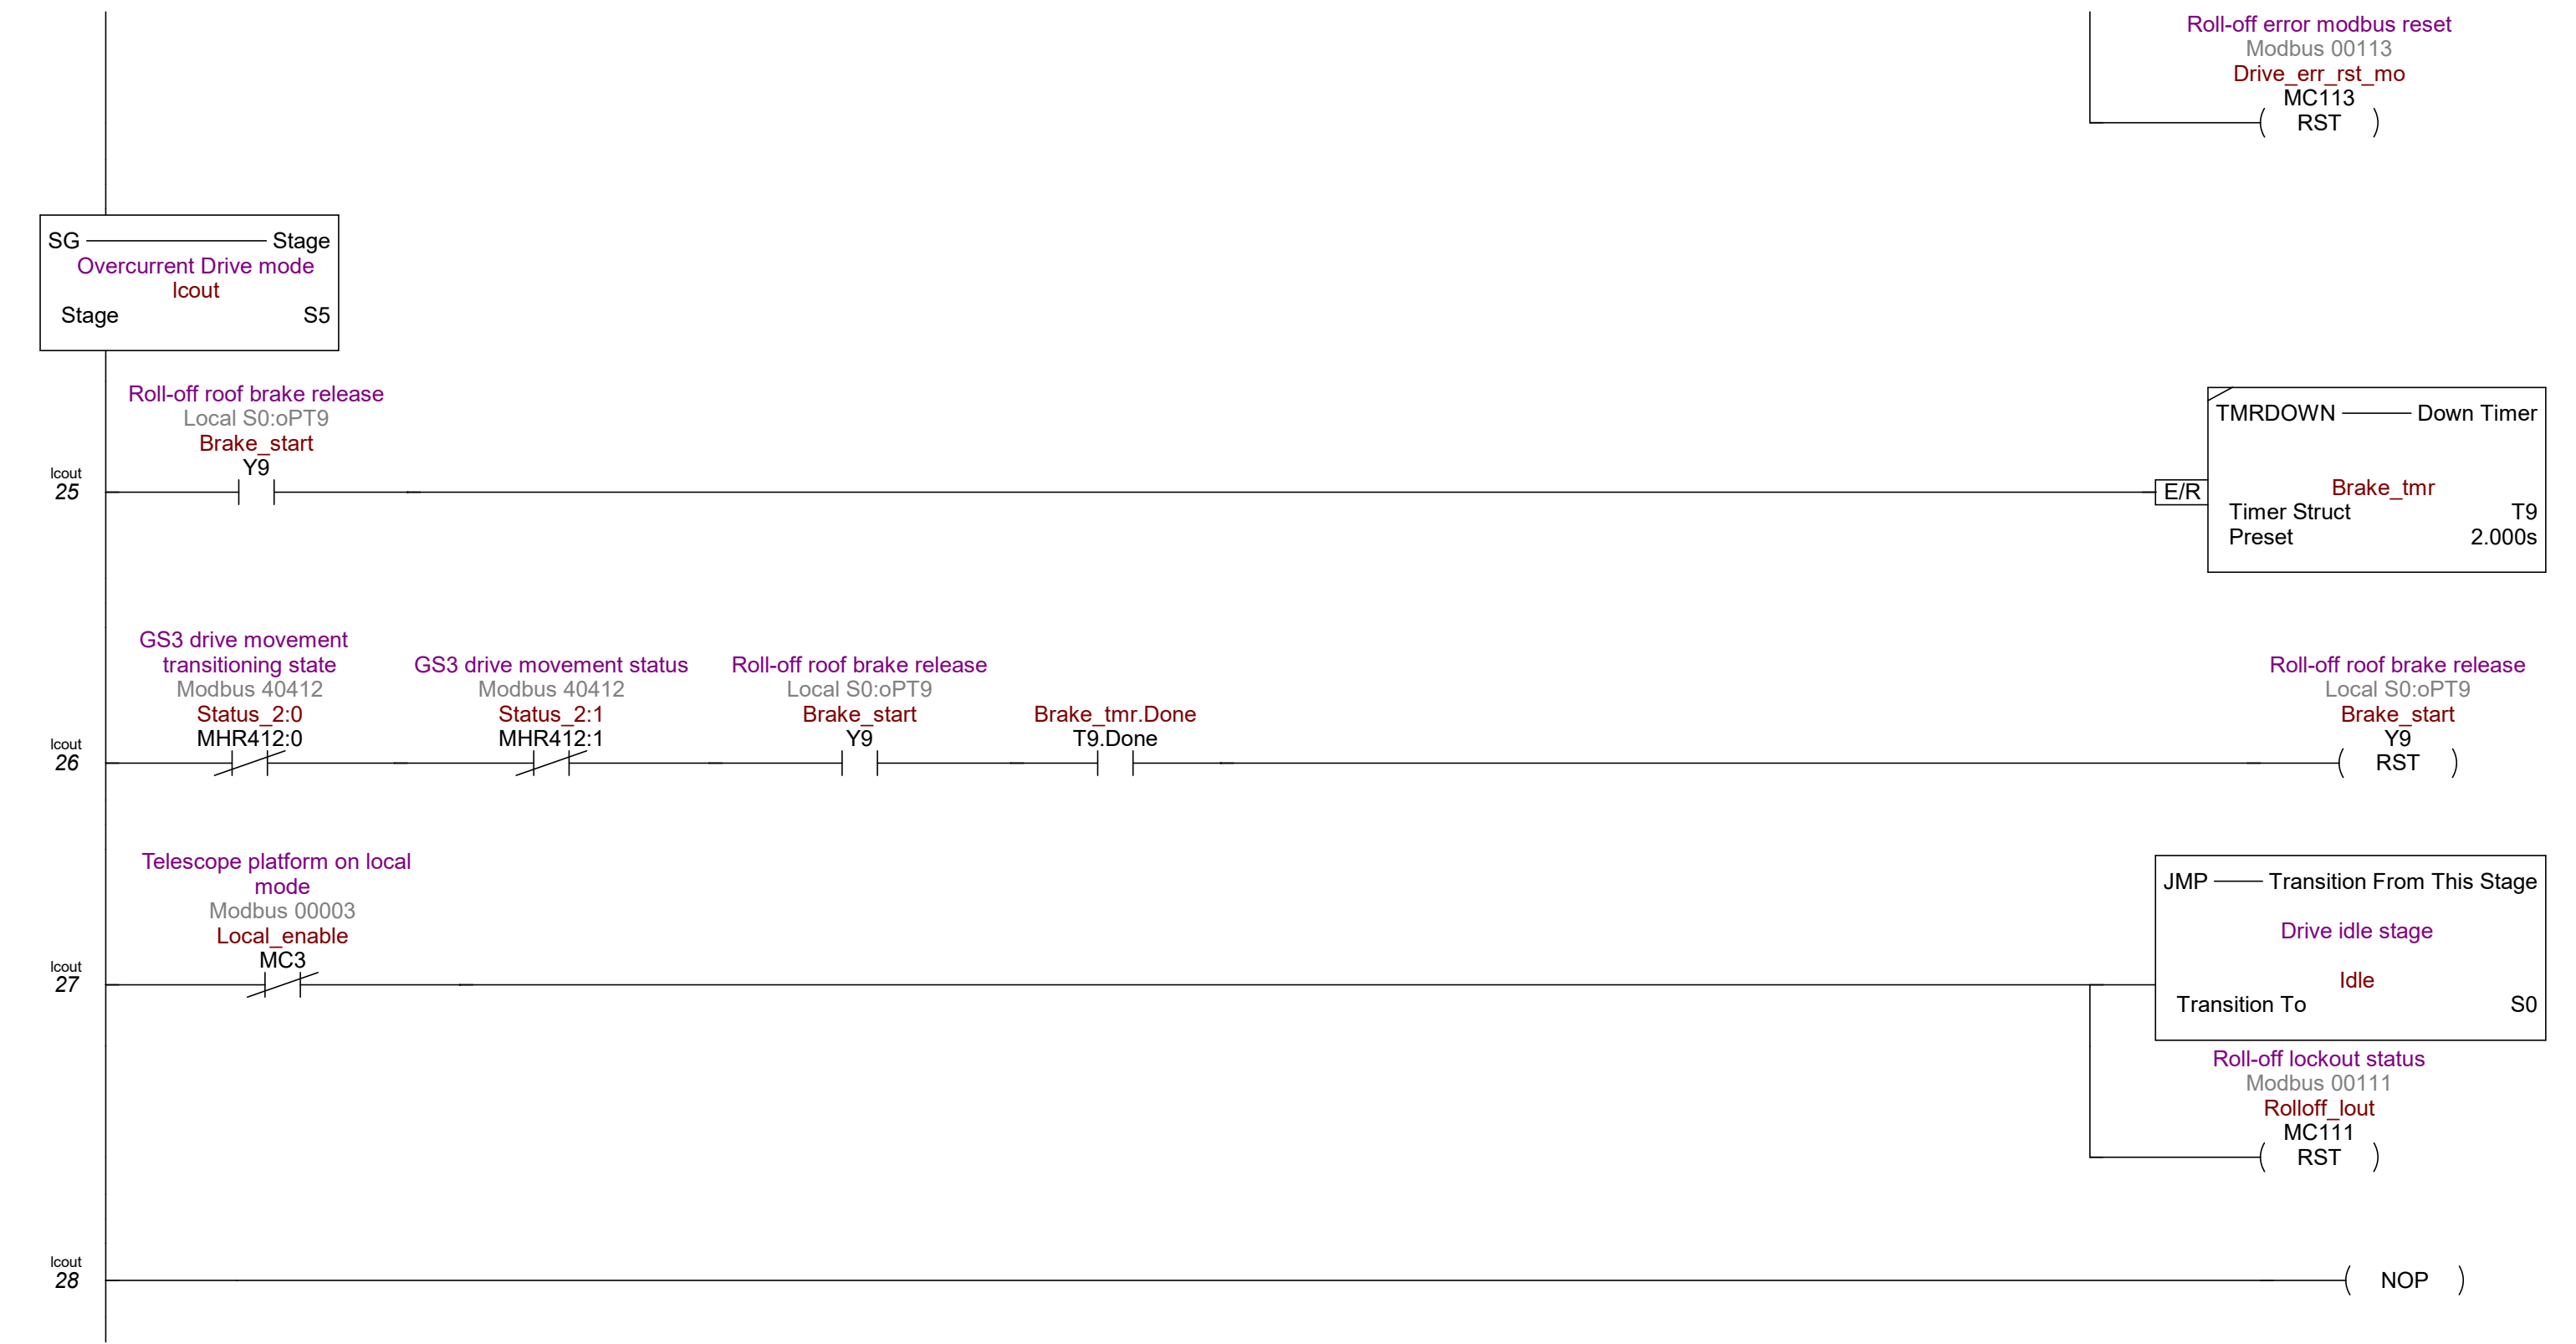 Roll-off error modbus reset
Modbus 00113
Drive_err_rst_mo
MC113
( RST )
SG Stage
Overcurrent Drive mode
lcout
Stage S5
Roll-off roof brake release
Local S0:oPT9
Brake_start
Y9
lcout
25
TMRDOWN Down Timer
E/R
Brake_tmr
Timer Struct T9
Preset 2.000s
GS3 drive movement
transitioning state
Modbus 40412
Status_2:0
MHR412:0
GS3 drive movement status
Modbus 40412
Status_2:1
MHR412:1
Roll-off roof brake release
Local S0:oPT9
Brake_start
Y9
Brake_tmr.Done
T9.Done
Roll-off roof brake release
Local S0:oPT9
Brake_start
Y9
( RST )
lcout
26
Telescope platform on local
mode
Modbus 00003
Local_enable
MC3
lcout
27
JMP Transition From This Stage
Drive idle stage
Idle
Transition To S0
Roll-off lockout status
Modbus 00111
Rolloff_lout
MC111
( RST )
lcout
28
( NOP )